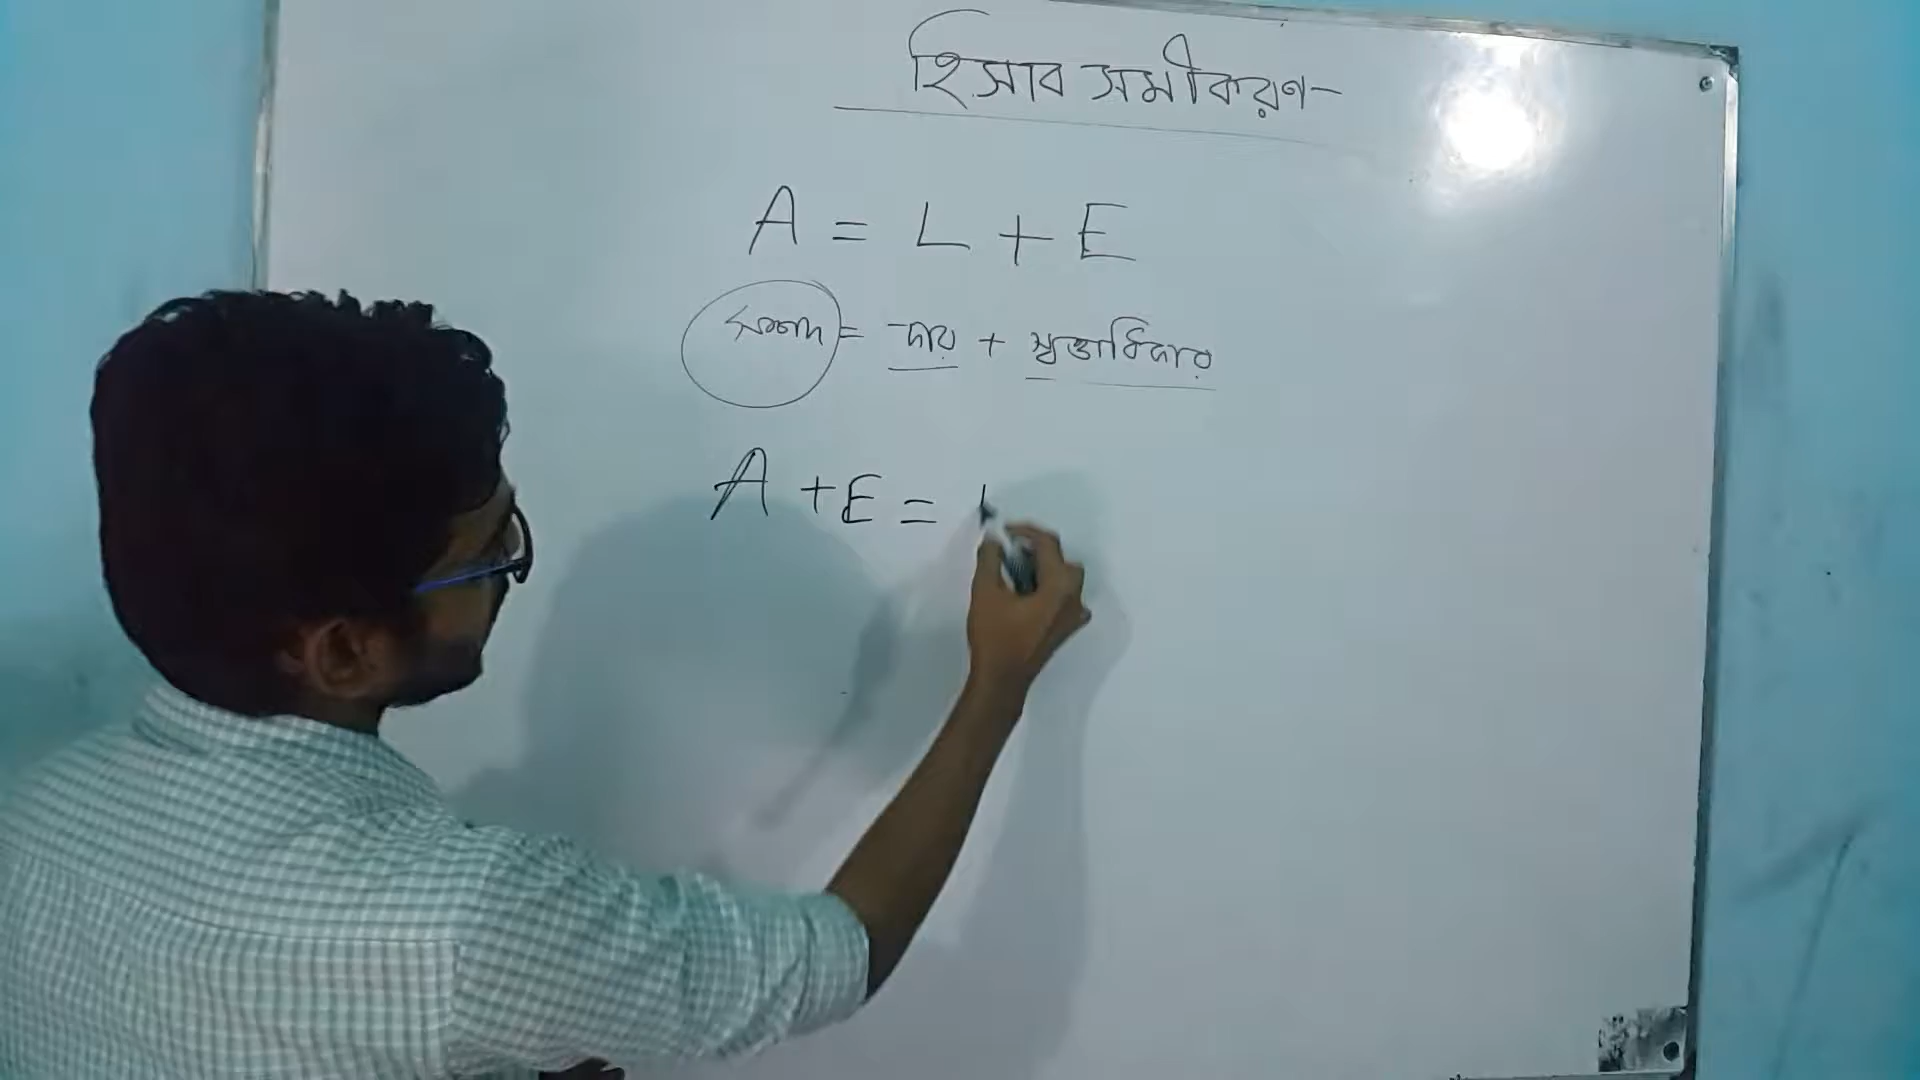 হিসাব সমীকরণ-
A = L + E
সম্পদ = দায় + স্বত্তাধিকার
A + E =